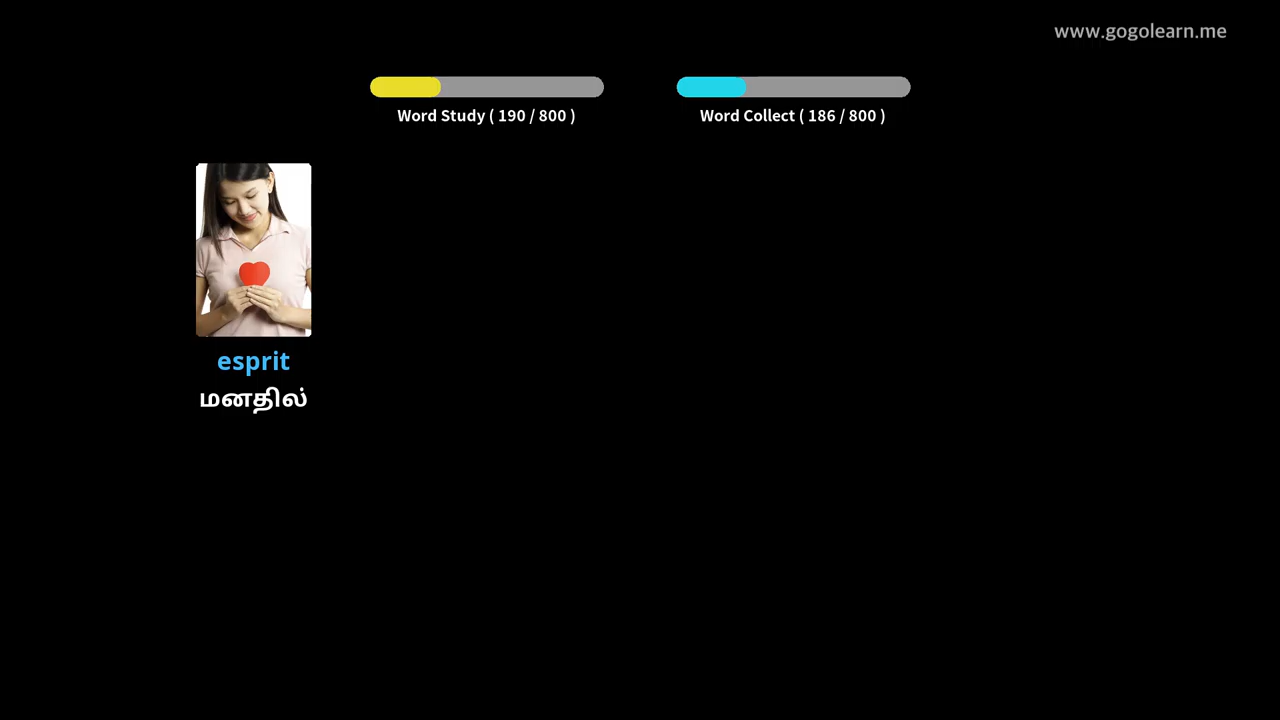 www.gogolearn.me
Word Study ( 190 / 800 )
Word Collect ( 186 / 800 )
esprit
மனதில்